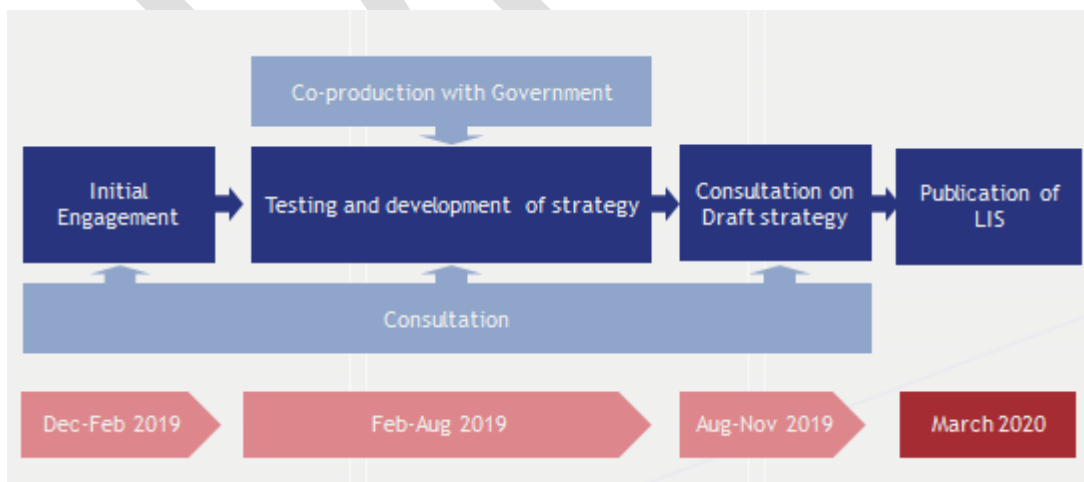 Co-production with Government
Initial
Engagement
Testing and development of strategy
Consultation on
Draft strategy
Publication of
LIS
Consultation
Dec-Feb 2019
Feb-Aug 2019
Aug-Nov 2019
March 2020